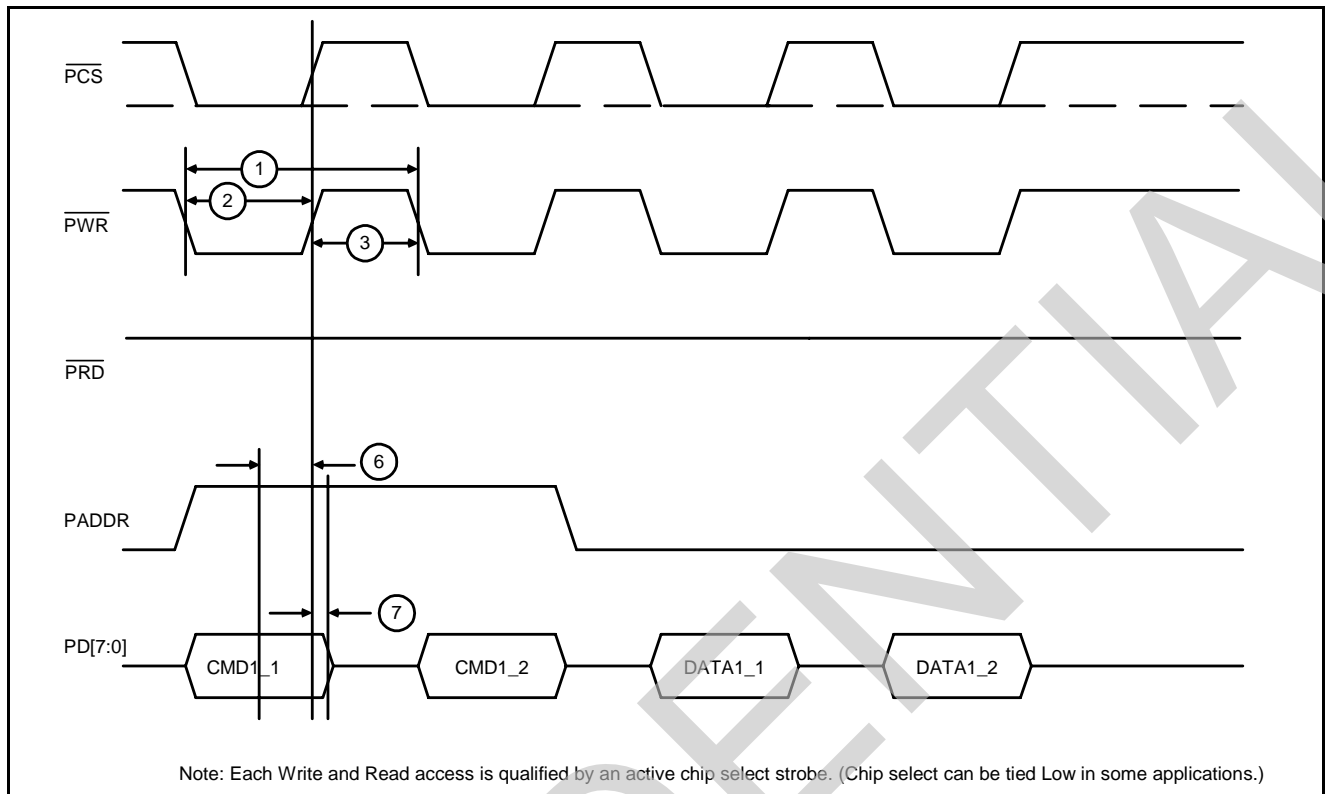 PCS
1
2
PWR
3
PRD
6
PADDR
7
PD[7:0]
CMD1_1 CMD1_2 DATA1_1 DATA1_2
Note: Each Write and Read access is qualified by an active chip select strobe. (Chip select can be tied Low in some applications.)
DENTIAL